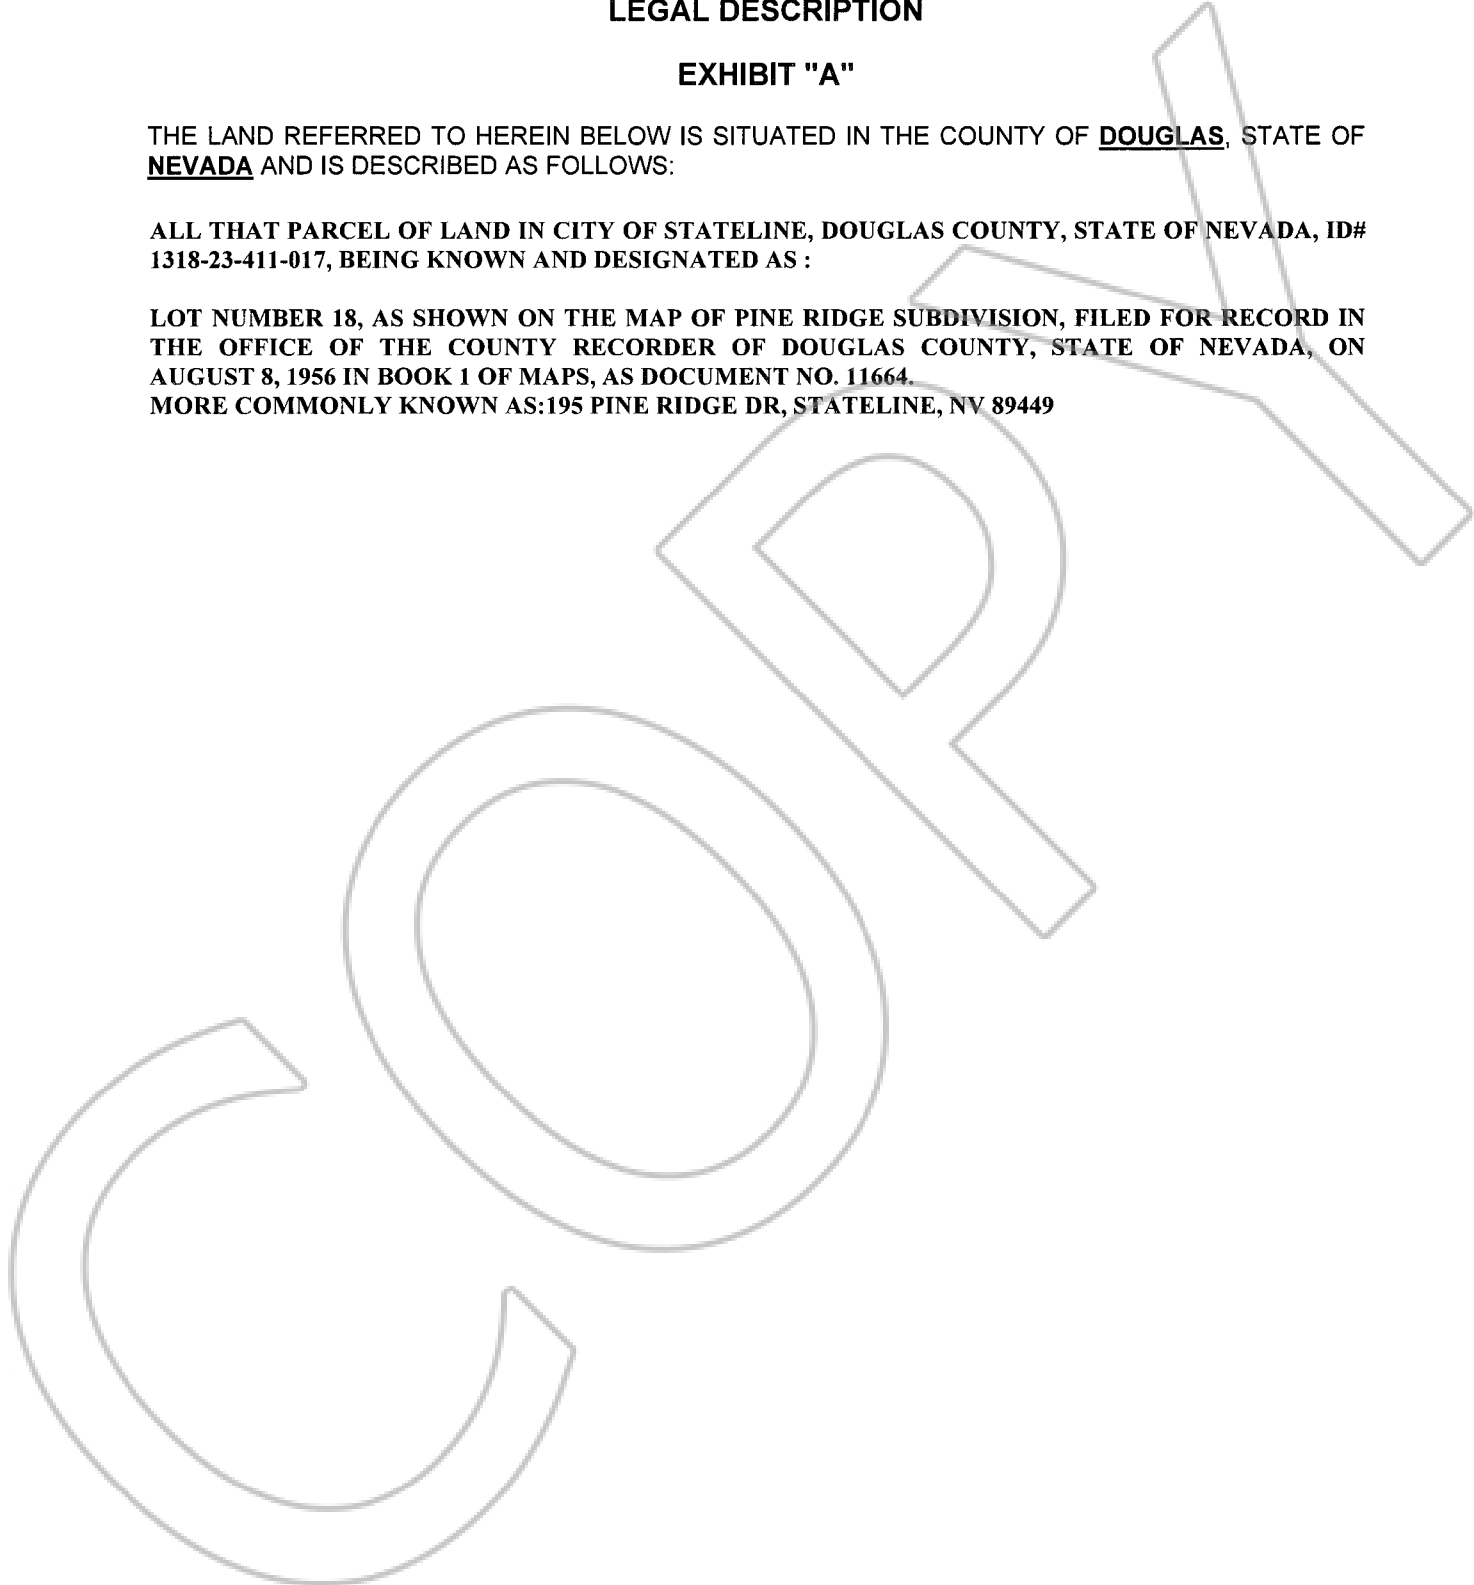 LEGAL DESCRIPTION
EXHIBIT "A"
THE LAND REFERRED TO HEREIN BELOW IS SITUATED IN THE COUNTY OF DOUGLAS, STATE OF
NEVADA AND IS DESCRIBED AS FOLLOWS:
ALL THAT PARCEL OF LAND IN CITY OF STATELINE, DOUGLAS COUNTY, STATE OF NEVADA, ID#
1318-23-411-017, BEING KNOWN AND DESIGNATED AS :
LOT NUMBER 18, AS SHOWN ON THE MAP OF PINE RIDGE SUBDIVISION, FILED FOR RECORD IN
THE OFFICE OF THE COUNTY RECORDER OF DOUGLAS COUNTY, STATE OF NEVADA, ON
AUGUST 8, 1956 IN BOOK 1 OF MAPS, AS DOCUMENT NO. 11664.
MORE COMMONLY KNOWN AS:195 PINE RIDGE DR, STATELINE, NV 89449
COPY